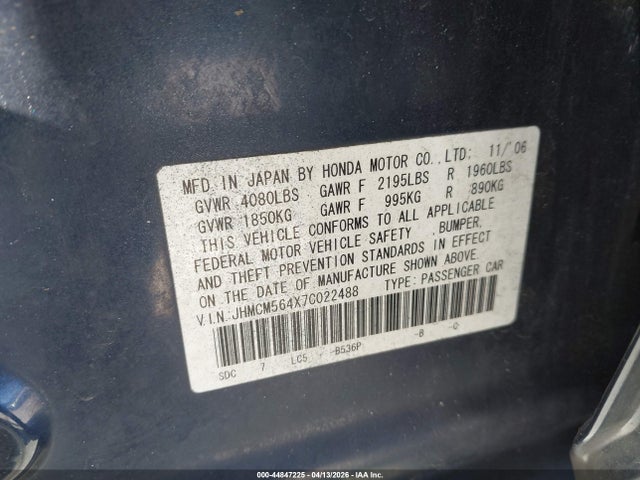 MFD. IN JAPAN BY HONDA MOTOR CO., LTD. 11/'06
GVWR 4080LBS GAWR F 2195LBS R 1960LBS
GVWR 1850KG GAWR F 995KG R 890KG
THIS VEHICLE CONFORMS TO ALL APPLICABLE
FEDERAL MOTOR VEHICLE SAFETY , BUMPER,
AND THEFT PREVENTION STANDARDS IN EFFECT
ON THE DATE OF MANUFACTURE SHOWN ABOVE.
V.I.N.:JHMCM564X7C022488 TYPE: PASSENGER CAR
SDC 7 LC5 -B536P -B -C
000-44847225 - 04/13/2026 - IAA Inc.